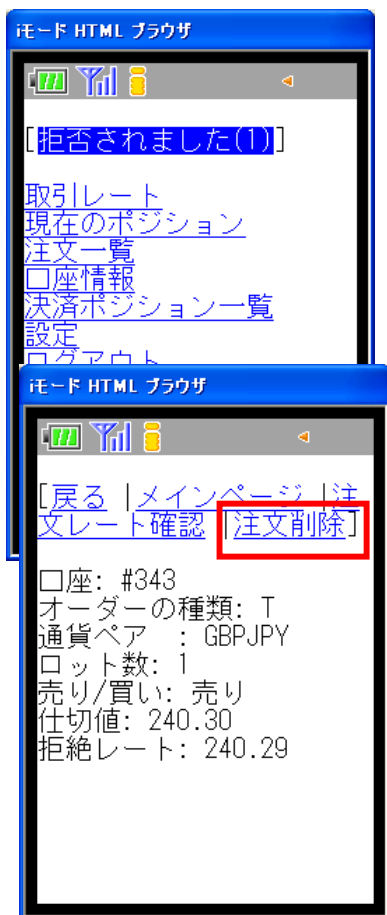 iモード HTML ブラウザ
[拒否されました(1)]
取引レート
現在のポジション
注文一覧
口座情報
決済ポジション一覧
設定
ログアウト
iモード HTML ブラウザ
[戻る |メインページ |注
文レート確認 |注文削除]
口座: #343
オーダーの種類: T
通貨ペア : GBPJPY
ロット数: 1
売り/買い: 売り
仕切値: 240.30
拒絶レート: 240.29